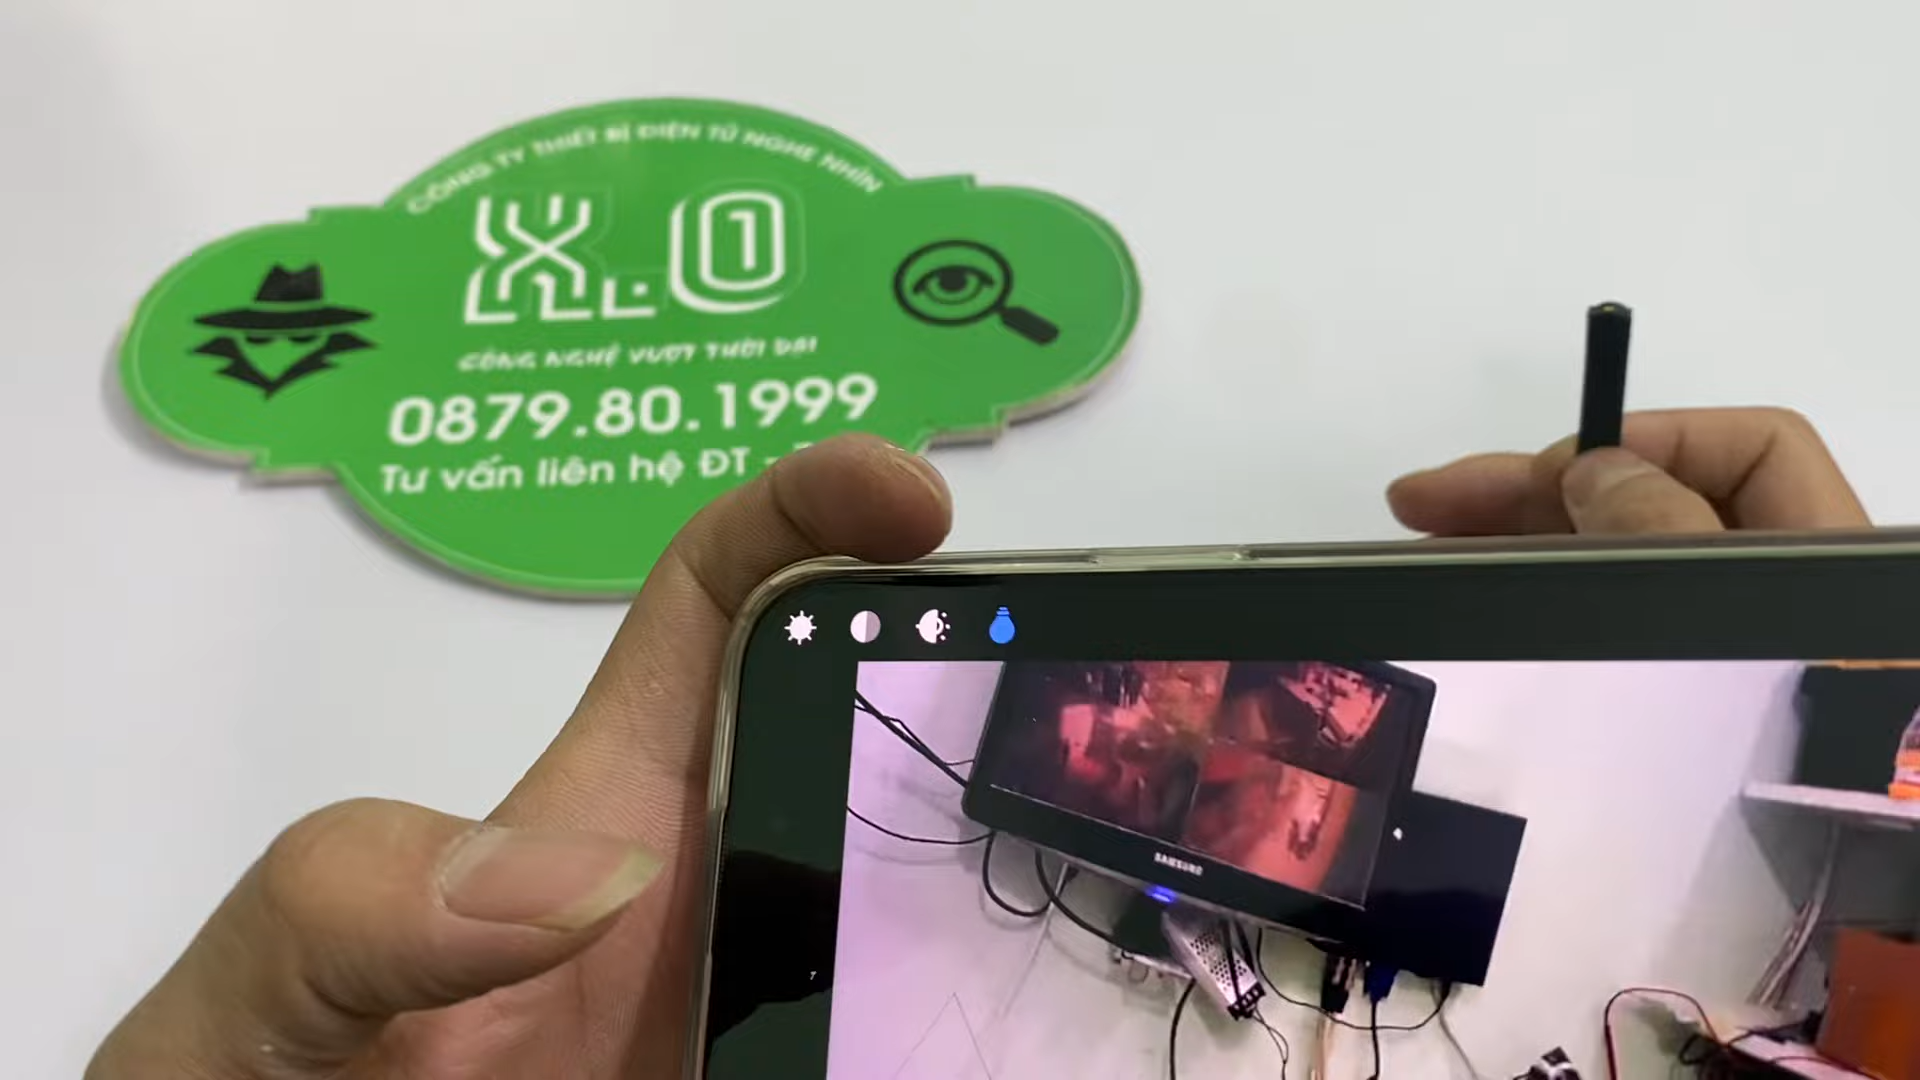 CÔNG TY THIẾT BỊ ĐIỆN TỬ NGHE NHÌN
X.O
CÔNG NGHỆ VƯỢT THỜI ĐẠI
0879.80.1999
Tư vấn liên hệ ĐT -
SAMSUNG